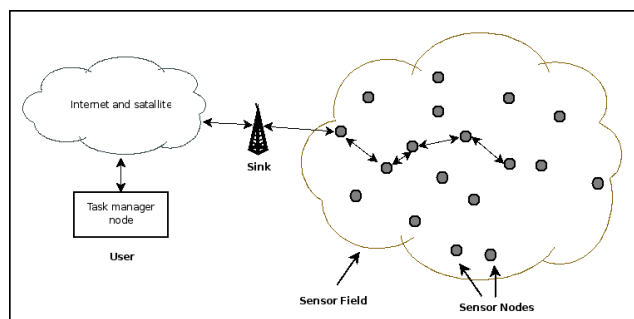 Internet and satallite
Sink
Task manager
node
User
Sensor Field
Sensor Nodes